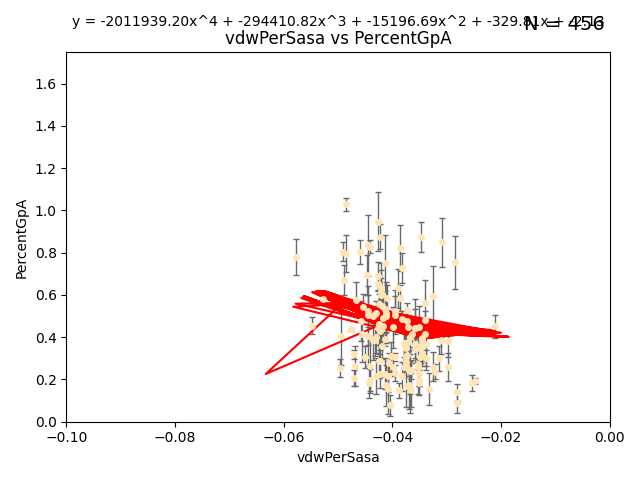 y = -2011939.20x^4 + -294410.82x^3 + -15196.69x^2 + -329.81x + -2.13
N = 456
vdwPerSasa vs PercentGpA
PercentGpA
1.6
1.4
1.2
1.0
0.8
0.6
0.4
0.2
0.0
−0.10 −0.08 −0.06 −0.04 −0.02 0.00
vdwPerSasa